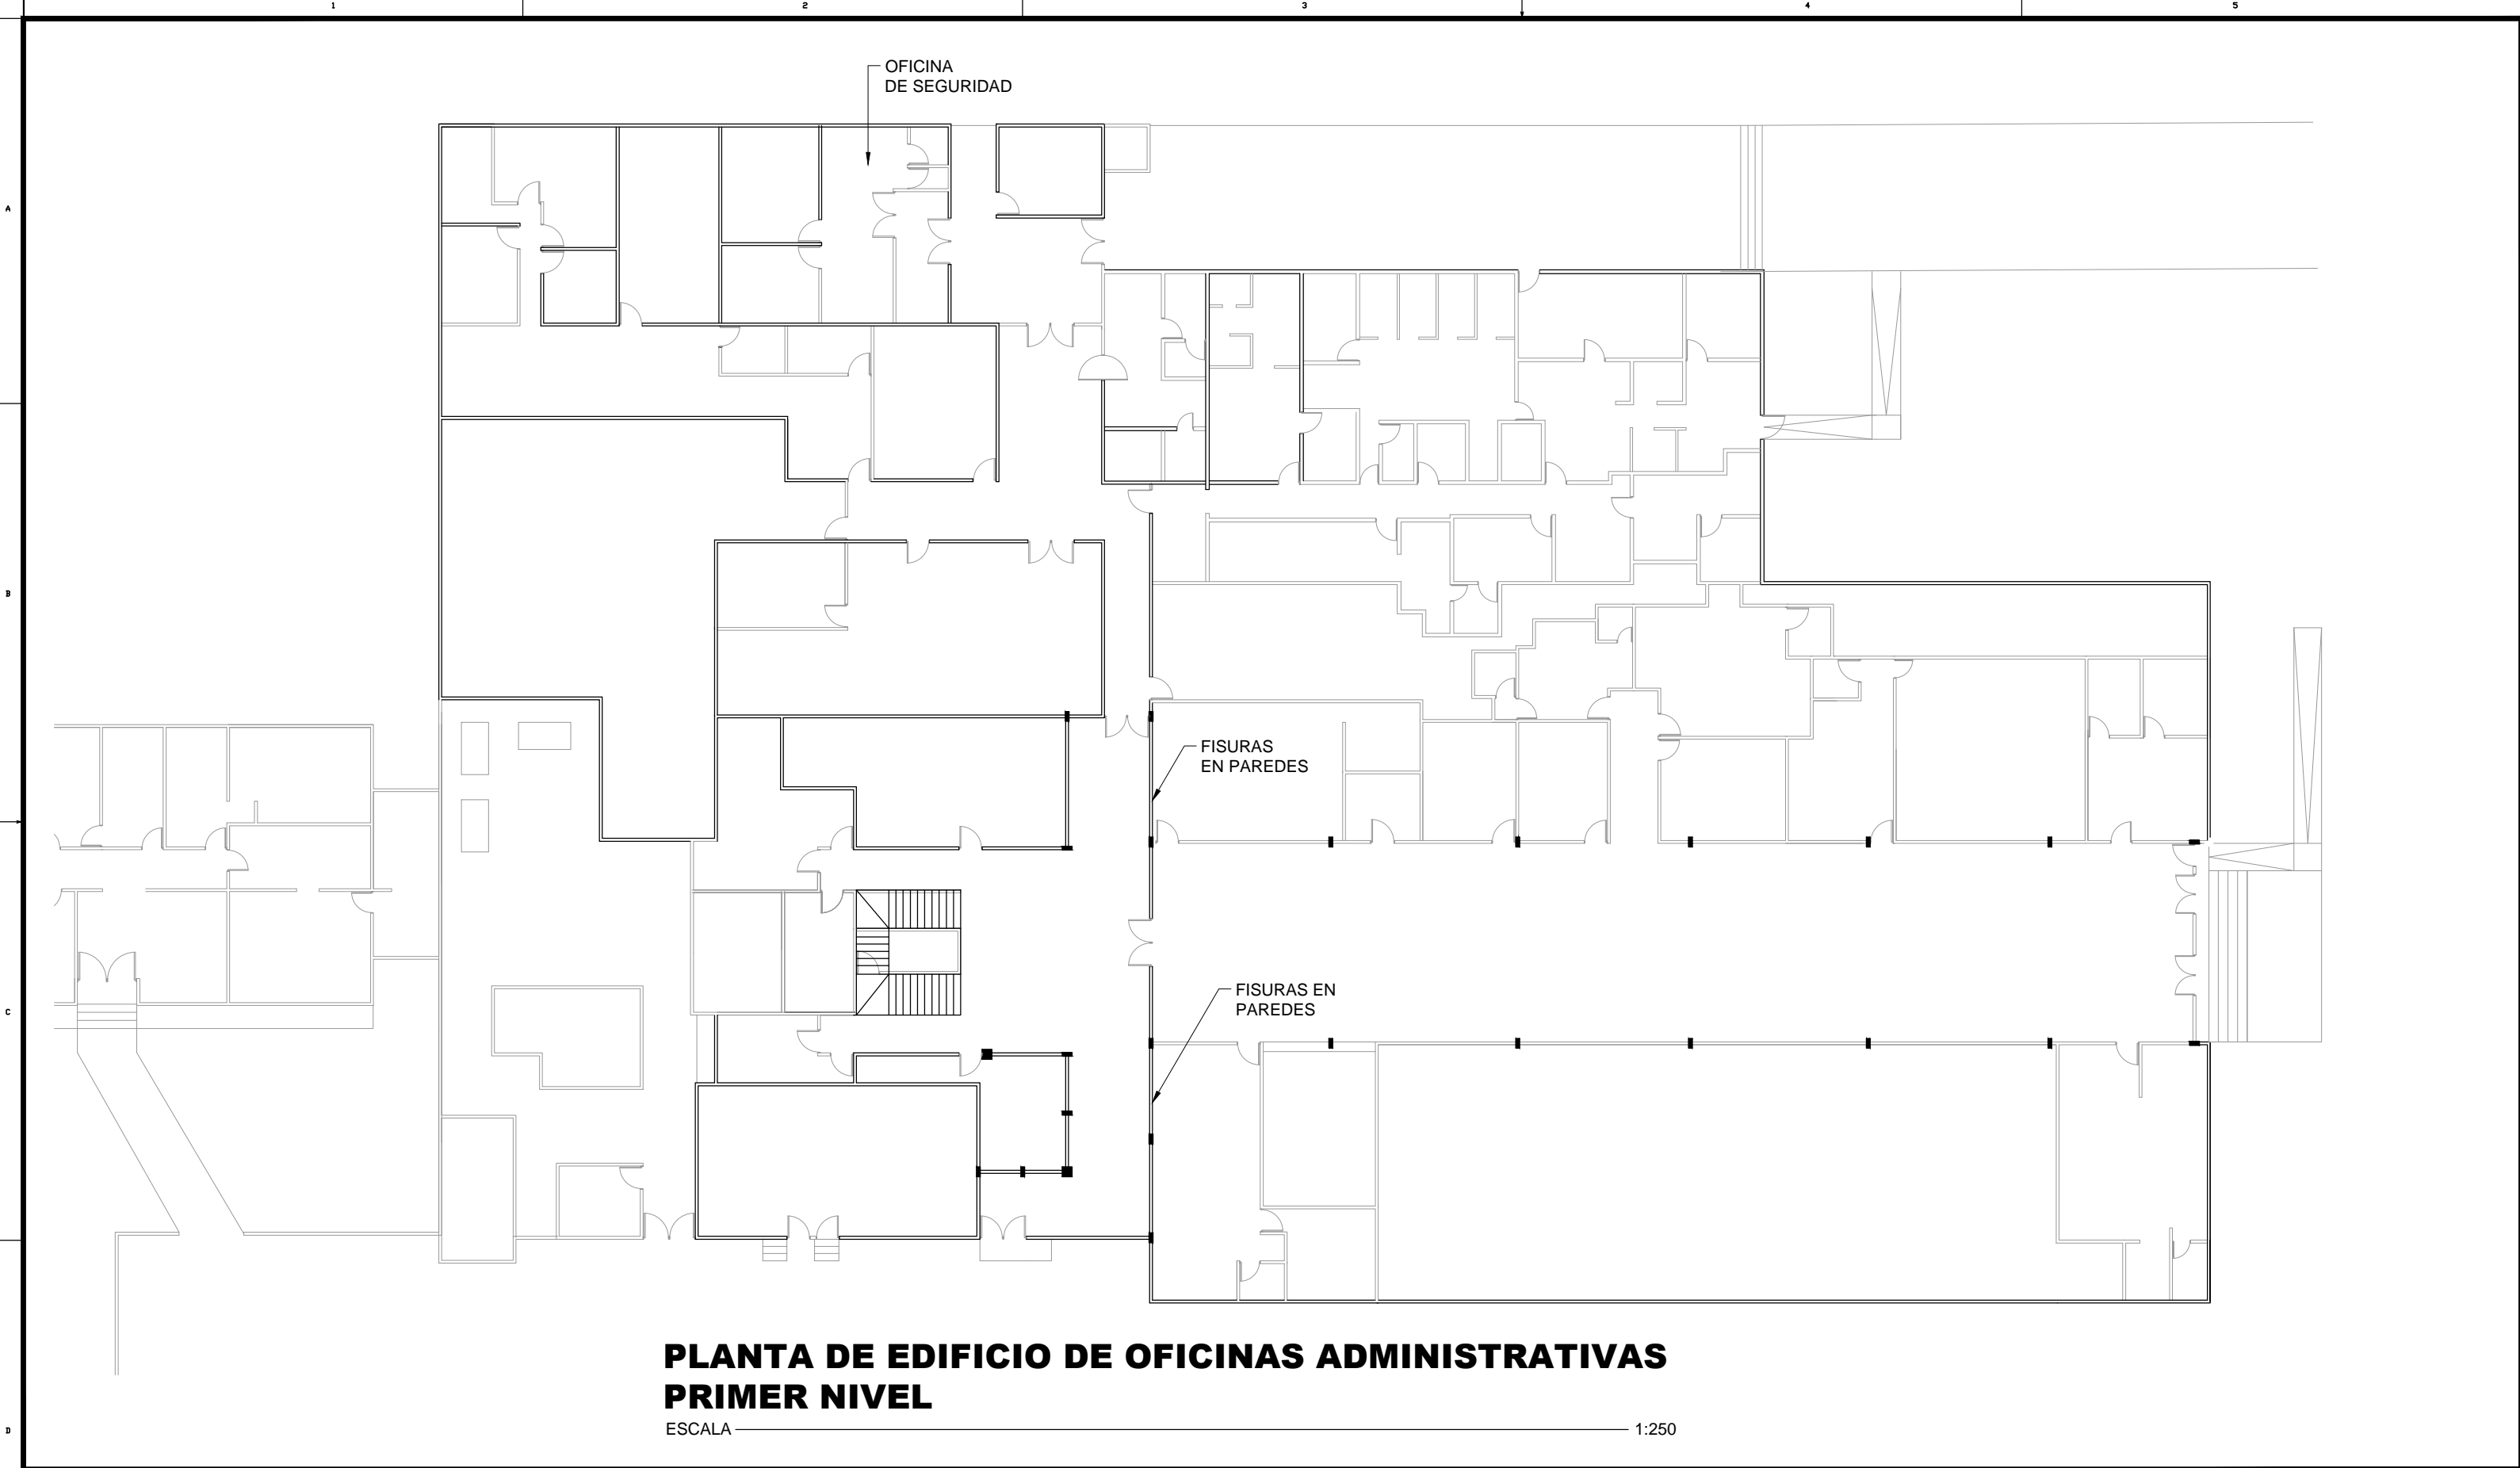 1 2 3 4 5
OFICINA
DE SEGURIDAD
A
B
FISURAS
EN PAREDES
FISURAS EN
PAREDES
C
PLANTA DE EDIFICIO DE OFICINAS ADMINISTRATIVAS
PRIMER NIVEL
ESCALA 1:250
D